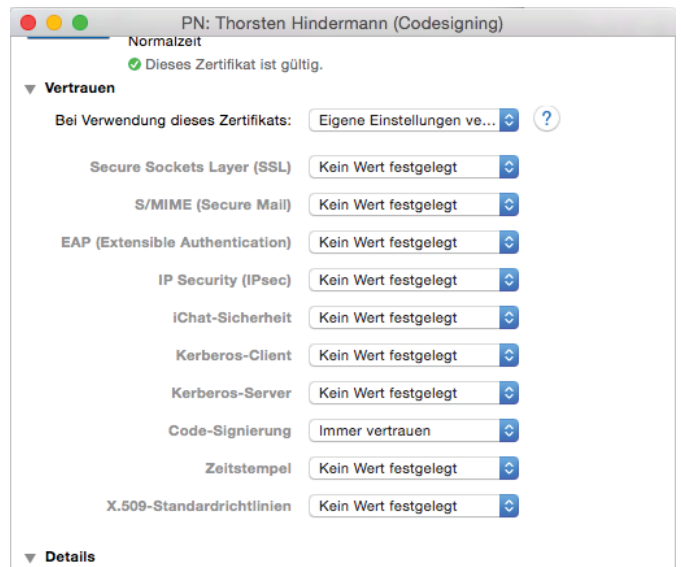 PN: Thorsten Hindermann (Codesigning)
Normalzeit
Dieses Zertifikat ist gültig.
Vertrauen
Bei Verwendung dieses Zertifikats: Eigene Einstellungen ve... ?
Secure Sockets Layer (SSL) Kein Wert festgelegt
S/MIME (Secure Mail) Kein Wert festgelegt
EAP (Extensible Authentication) Kein Wert festgelegt
IP Security (IPsec) Kein Wert festgelegt
iChat-Sicherheit Kein Wert festgelegt
Kerberos-Client Kein Wert festgelegt
Kerberos-Server Kein Wert festgelegt
Code-Signierung Immer vertrauen
Zeitstempel Kein Wert festgelegt
X.509-Standardrichtlinien Kein Wert festgelegt
Details